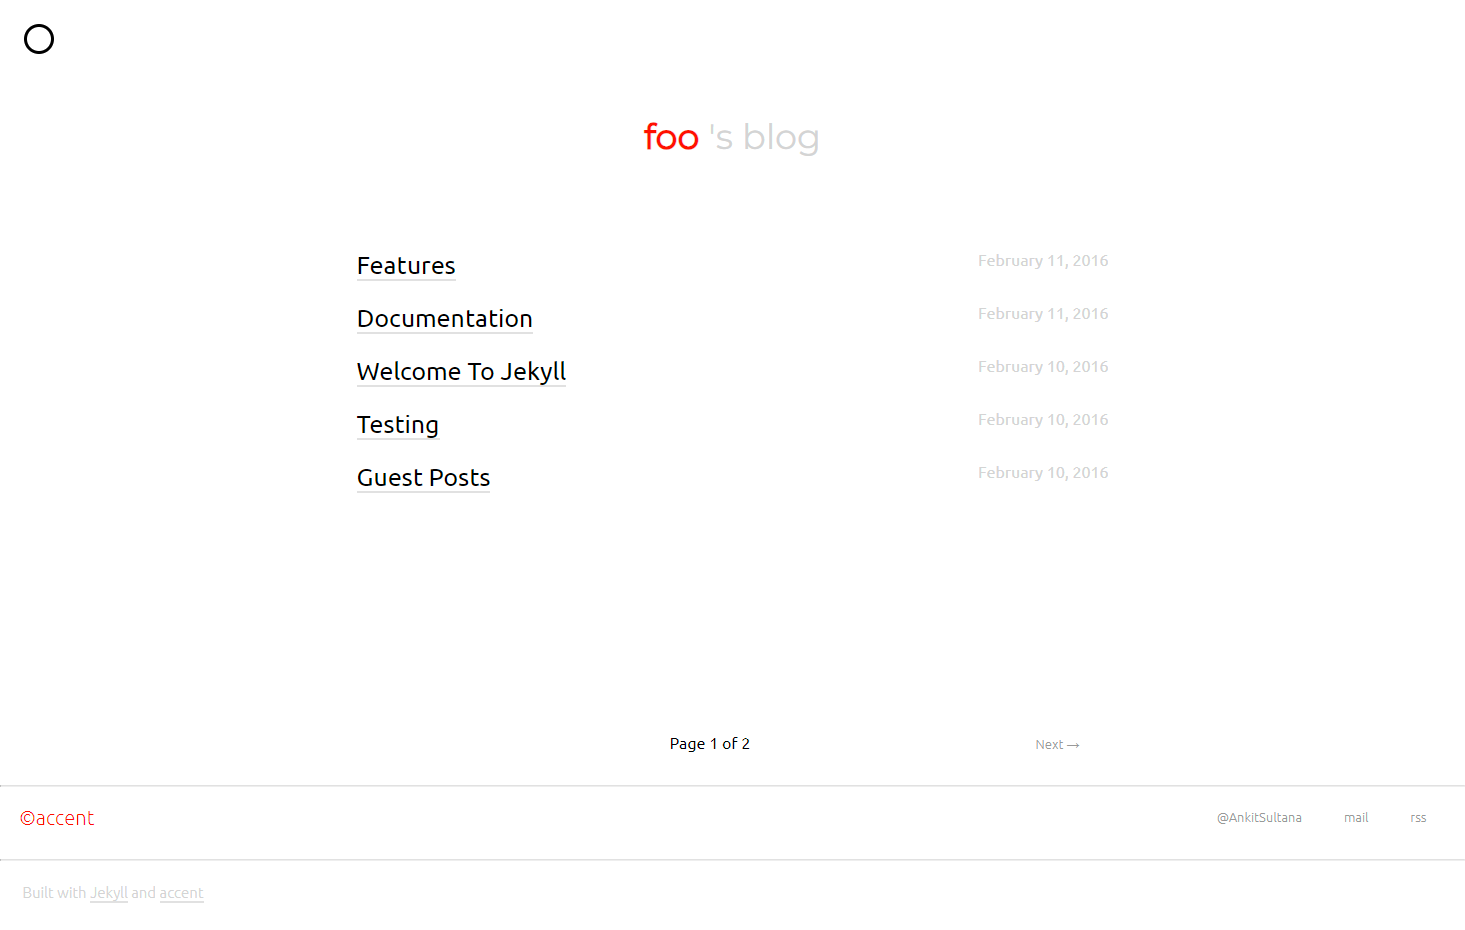 foo 's blog
Features February 11, 2016
Documentation February 11, 2016
Welcome To Jekyll February 10, 2016
Testing February 10, 2016
Guest Posts February 10, 2016
Page 1 of 2 Next →
©accent @AnkitSultana mail rss
Built with Jekyll and accent